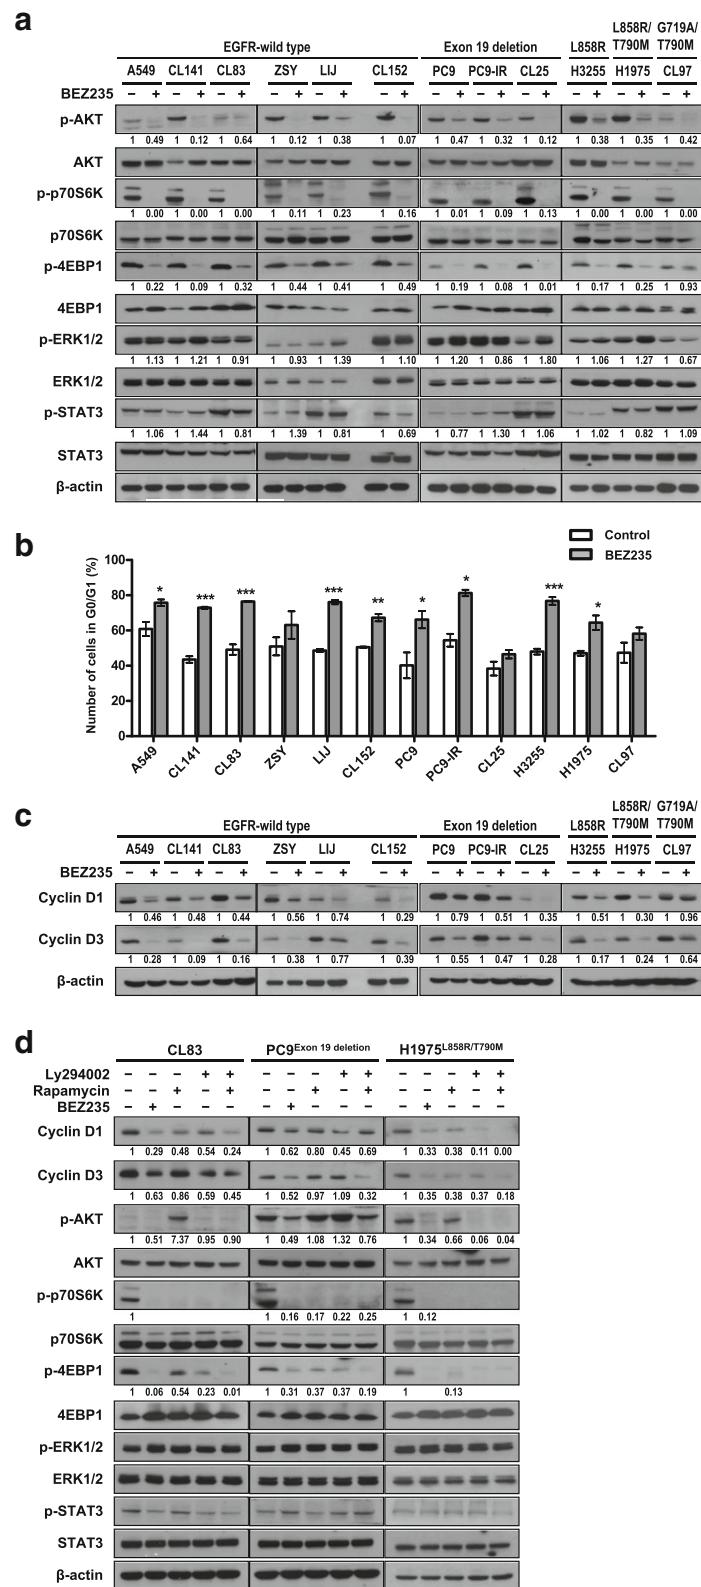 a
EGFR-wild type Exon 19 deletion L858R L858R/ T790M G719A/ T790M
A549 CL141 CL83 ZSY LIJ CL152 PC9 PC9-IR CL25 H3255 H1975 CL97
BEZ235 − + − + − + − + − + − + − + − + − + − + − + − +
p-AKT
1 0.49 1 0.12 1 0.64 1 0.12 1 0.38 1 0.07 1 0.47 1 0.32 1 0.12 1 0.38 1 0.35 1 0.42
AKT
p-p70S6K
1 0.00 1 0.00 1 0.00 1 0.11 1 0.23 1 0.16 1 0.01 1 0.09 1 0.13 1 0.00 1 0.00 1 0.00
p70S6K
p-4EBP1
1 0.22 1 0.09 1 0.32 1 0.44 1 0.41 1 0.49 1 0.19 1 0.08 1 0.01 1 0.17 1 0.25 1 0.93
4EBP1
p-ERK1/2
1 1.13 1 1.21 1 0.91 1 0.93 1 1.39 1 1.10 1 1.20 1 0.86 1 1.80 1 1.06 1 1.27 1 0.67
ERK1/2
p-STAT3
1 1.06 1 1.44 1 0.81 1 1.39 1 0.81 1 0.69 1 0.77 1 1.30 1 1.06 1 1.02 1 0.82 1 1.09
STAT3
β-actin
b
Control
BEZ235
Number of cells in G0/G1 (%)
100
80
60
40
20
0
* *** *** *** ** * * *** *
A549 CL141 CL83 ZSY LIJ CL152 PC9 PC9-IR CL25 H3255 H1975 CL97
c
EGFR-wild type Exon 19 deletion L858R L858R/ T790M G719A/ T790M
A549 CL141 CL83 ZSY LIJ CL152 PC9 PC9-IR CL25 H3255 H1975 CL97
BEZ235 − + − + − + − + − + − + − + − + − + − + − + − +
Cyclin D1
1 0.46 1 0.48 1 0.44 1 0.56 1 0.74 1 0.29 1 0.79 1 0.51 1 0.35 1 0.51 1 0.30 1 0.96
Cyclin D3
1 0.28 1 0.09 1 0.16 1 0.38 1 0.77 1 0.39 1 0.55 1 0.47 1 0.28 1 0.17 1 0.24 1 0.64
β-actin
d
CL83 PC9Exon 19 deletion H1975L858R/T790M
Ly294002 − − − + + − − − + + − − − + +
Rapamycin − − + − + − − + − + − − + − +
BEZ235 − + − − − − + − − − − + − − −
Cyclin D1
1 0.29 0.48 0.54 0.24 1 0.62 0.80 0.45 0.69 1 0.33 0.38 0.11 0.00
Cyclin D3
1 0.63 0.86 0.59 0.45 1 0.52 0.97 1.09 0.32 1 0.35 0.38 0.37 0.18
p-AKT
1 0.51 7.37 0.95 0.90 1 0.49 1.08 1.32 0.76 1 0.34 0.66 0.06 0.04
AKT
p-p70S6K
1 1 0.16 0.17 0.22 0.25 1 0.12
p70S6K
p-4EBP1
1 0.06 0.54 0.23 0.01 1 0.31 0.37 0.37 0.19 1 0.13
4EBP1
p-ERK1/2
ERK1/2
p-STAT3
STAT3
β-actin